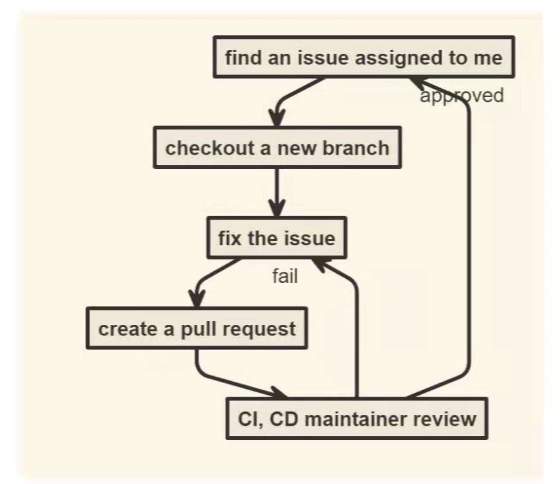 find an issue assigned to me
approved
checkout a new branch
fix the issue
fail
create a pull request
CI, CD maintainer review